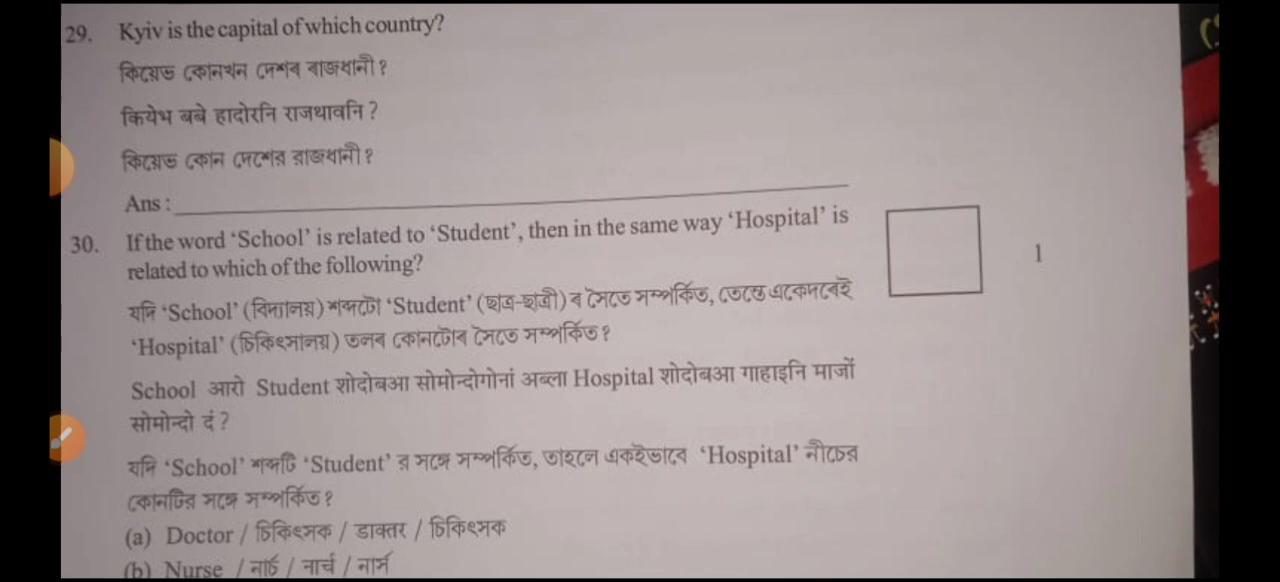 29. Kyiv is the capital of which country?
কিয়েভ কোনখন দেশৰ ৰাজধানী?
कियेभ बबे हादोरनि राजथावनि?
কিয়েভ কোন দেশের রাজধানী?
Ans :
30. If the word ‘School’ is related to ‘Student’, then in the same way ‘Hospital’ is
related to which of the following?
1
যদি ‘School’ (বিদ্যালয়) শব্দটো ‘Student’ (ছাত্ৰ-ছাত্ৰী) ৰ সৈতে সম্পৰ্কিত, তেন্তে একেদৰেই
‘Hospital’ (চিকিৎসালয়) তলৰ কোনটোৰ সৈতে সম্পৰ্কিত?
School आरो Student शोदोबआ सोमोन्दोगोनां अब्ला Hospital शोदोबआ गाहाइनि माजों
सोमोन्दो दं?
যদি ‘School’ শব্দটি ‘Student’ র সঙ্গে সম্পর্কিত, তাহলে একইভাবে ‘Hospital’ নীচের
কোনটির সঙ্গে সম্পর্কিত?
(a) Doctor / চিকিৎসক / डाक्तर / চিকিৎসক
(b) Nurse / নাৰ্চ / नार्च / নার্স